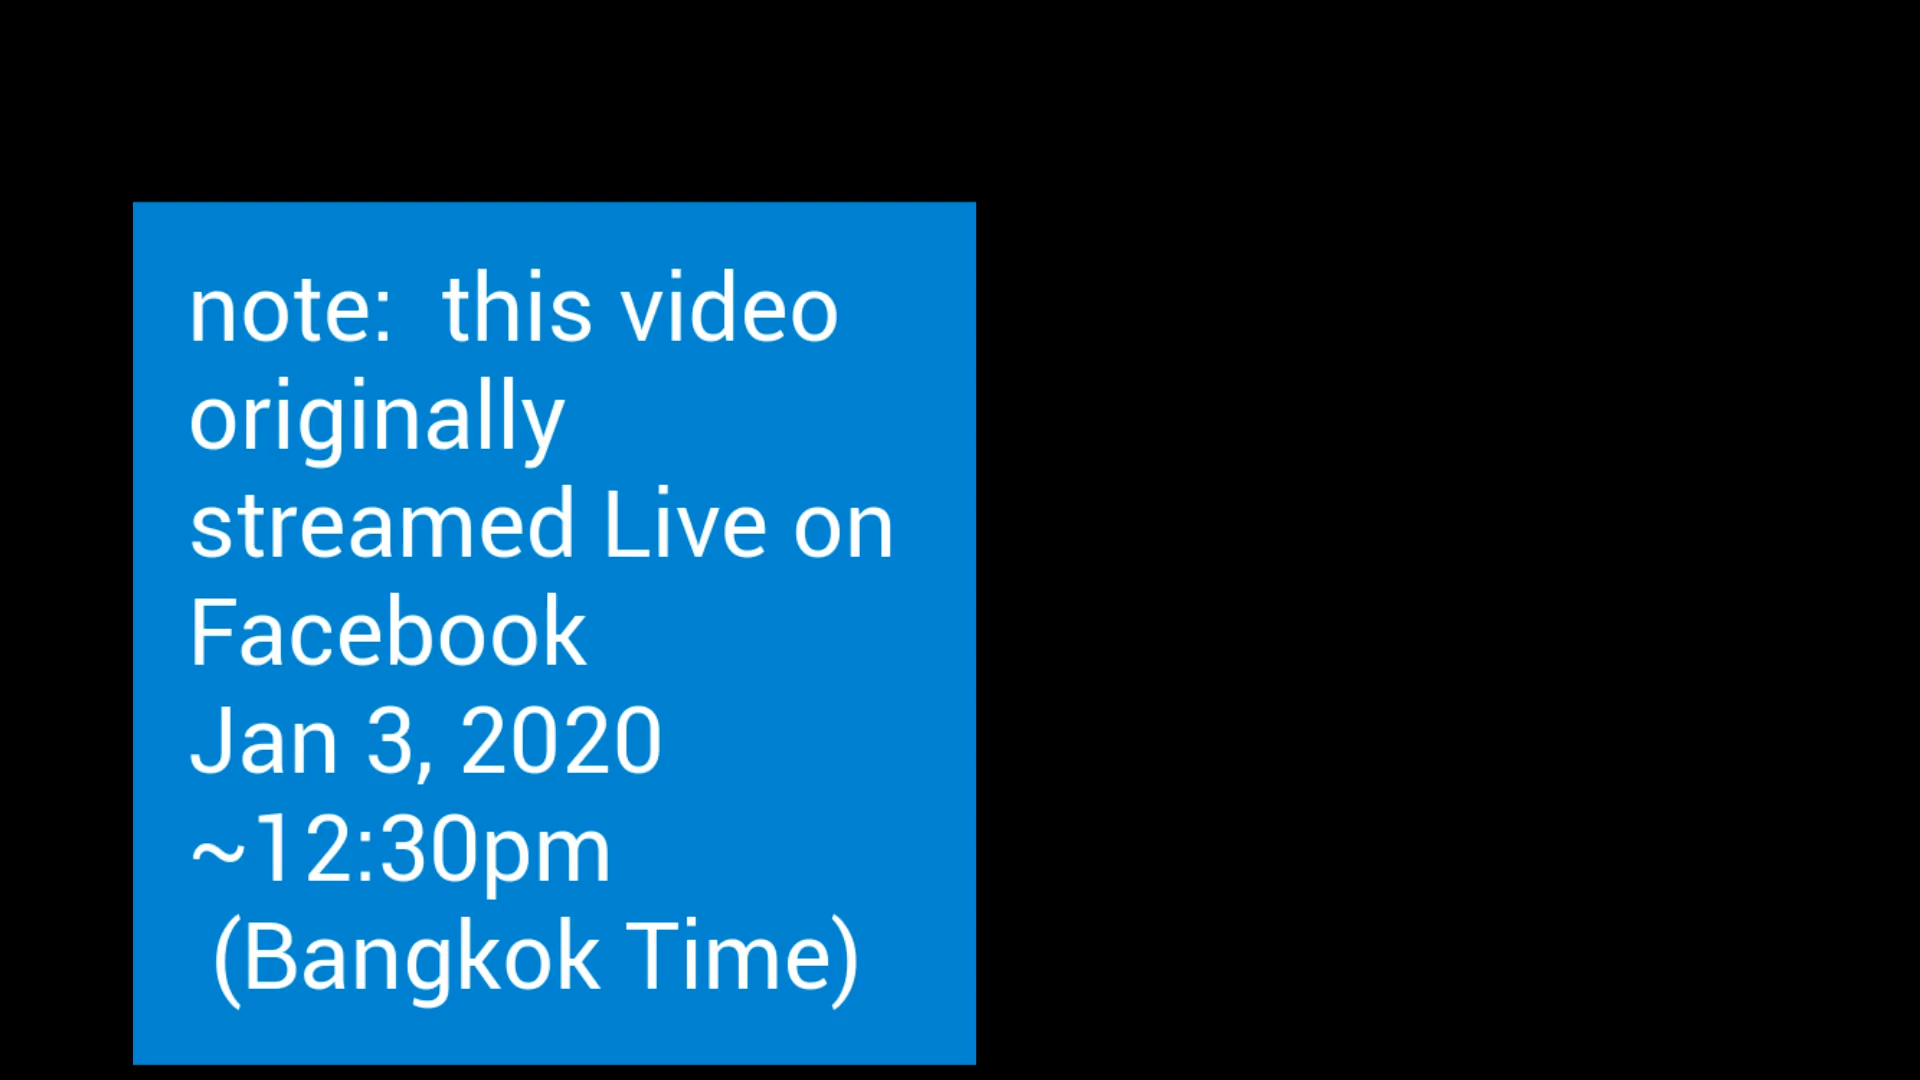 note:  this video
originally
streamed Live on
Facebook
Jan 3, 2020
~12:30pm
(Bangkok Time)